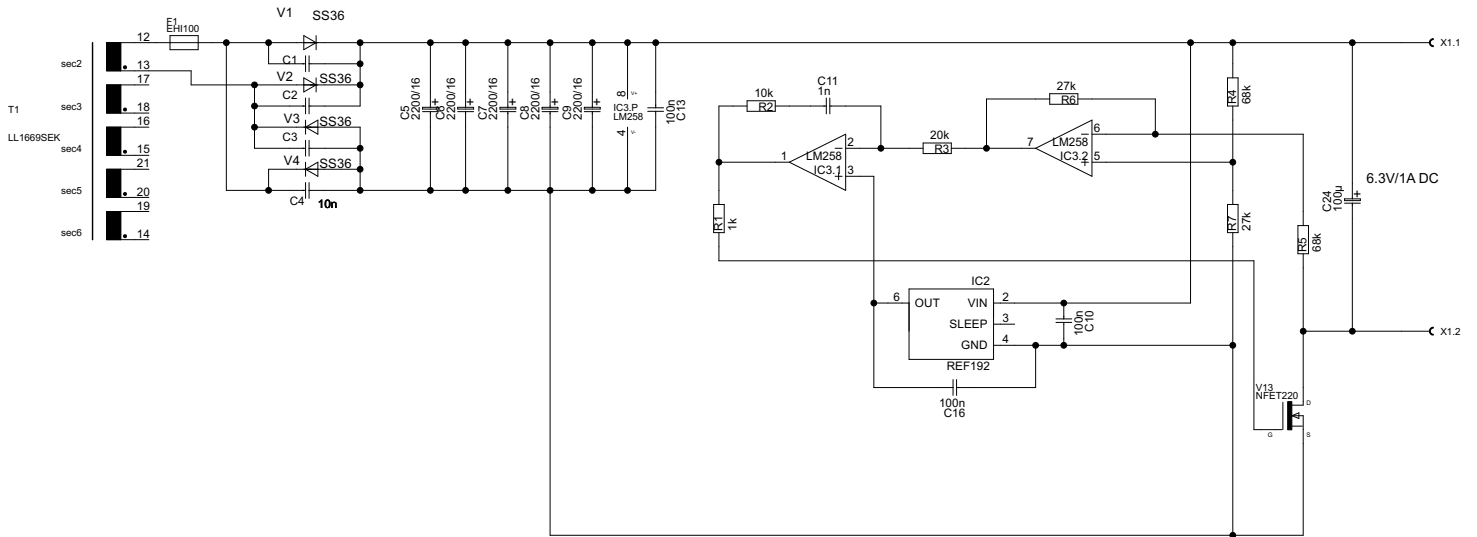 T1
LL1669SEK
sec2
sec3
sec4
sec5
sec6
12
13
17
18
16
15
21
20
19
14
F1
EHI100
V1
SS36
C1
V2
SS36
C2
V3
SS36
C3
V4
SS36
C4
10n
C5
2200/16
C6
2200/16
C7
2200/16
C8
2200/16
C9
2200/16
8
V+
IC3.P
LM258
4
V-
100n
C13
10k
R2
C11
1n
1
LM258
IC3.1
2
3
R1
1k
20k
R3
27k
R6
7
LM258
IC3.2
6
5
R4
68k
R7
27k
R5
68k
C24
100µ
6.3V/1A DC
X1.1
X1.2
IC2
6
OUT
VIN
2
SLEEP
3
GND
4
REF192
100n
C10
100n
C16
V13
NFET220
D
G
S